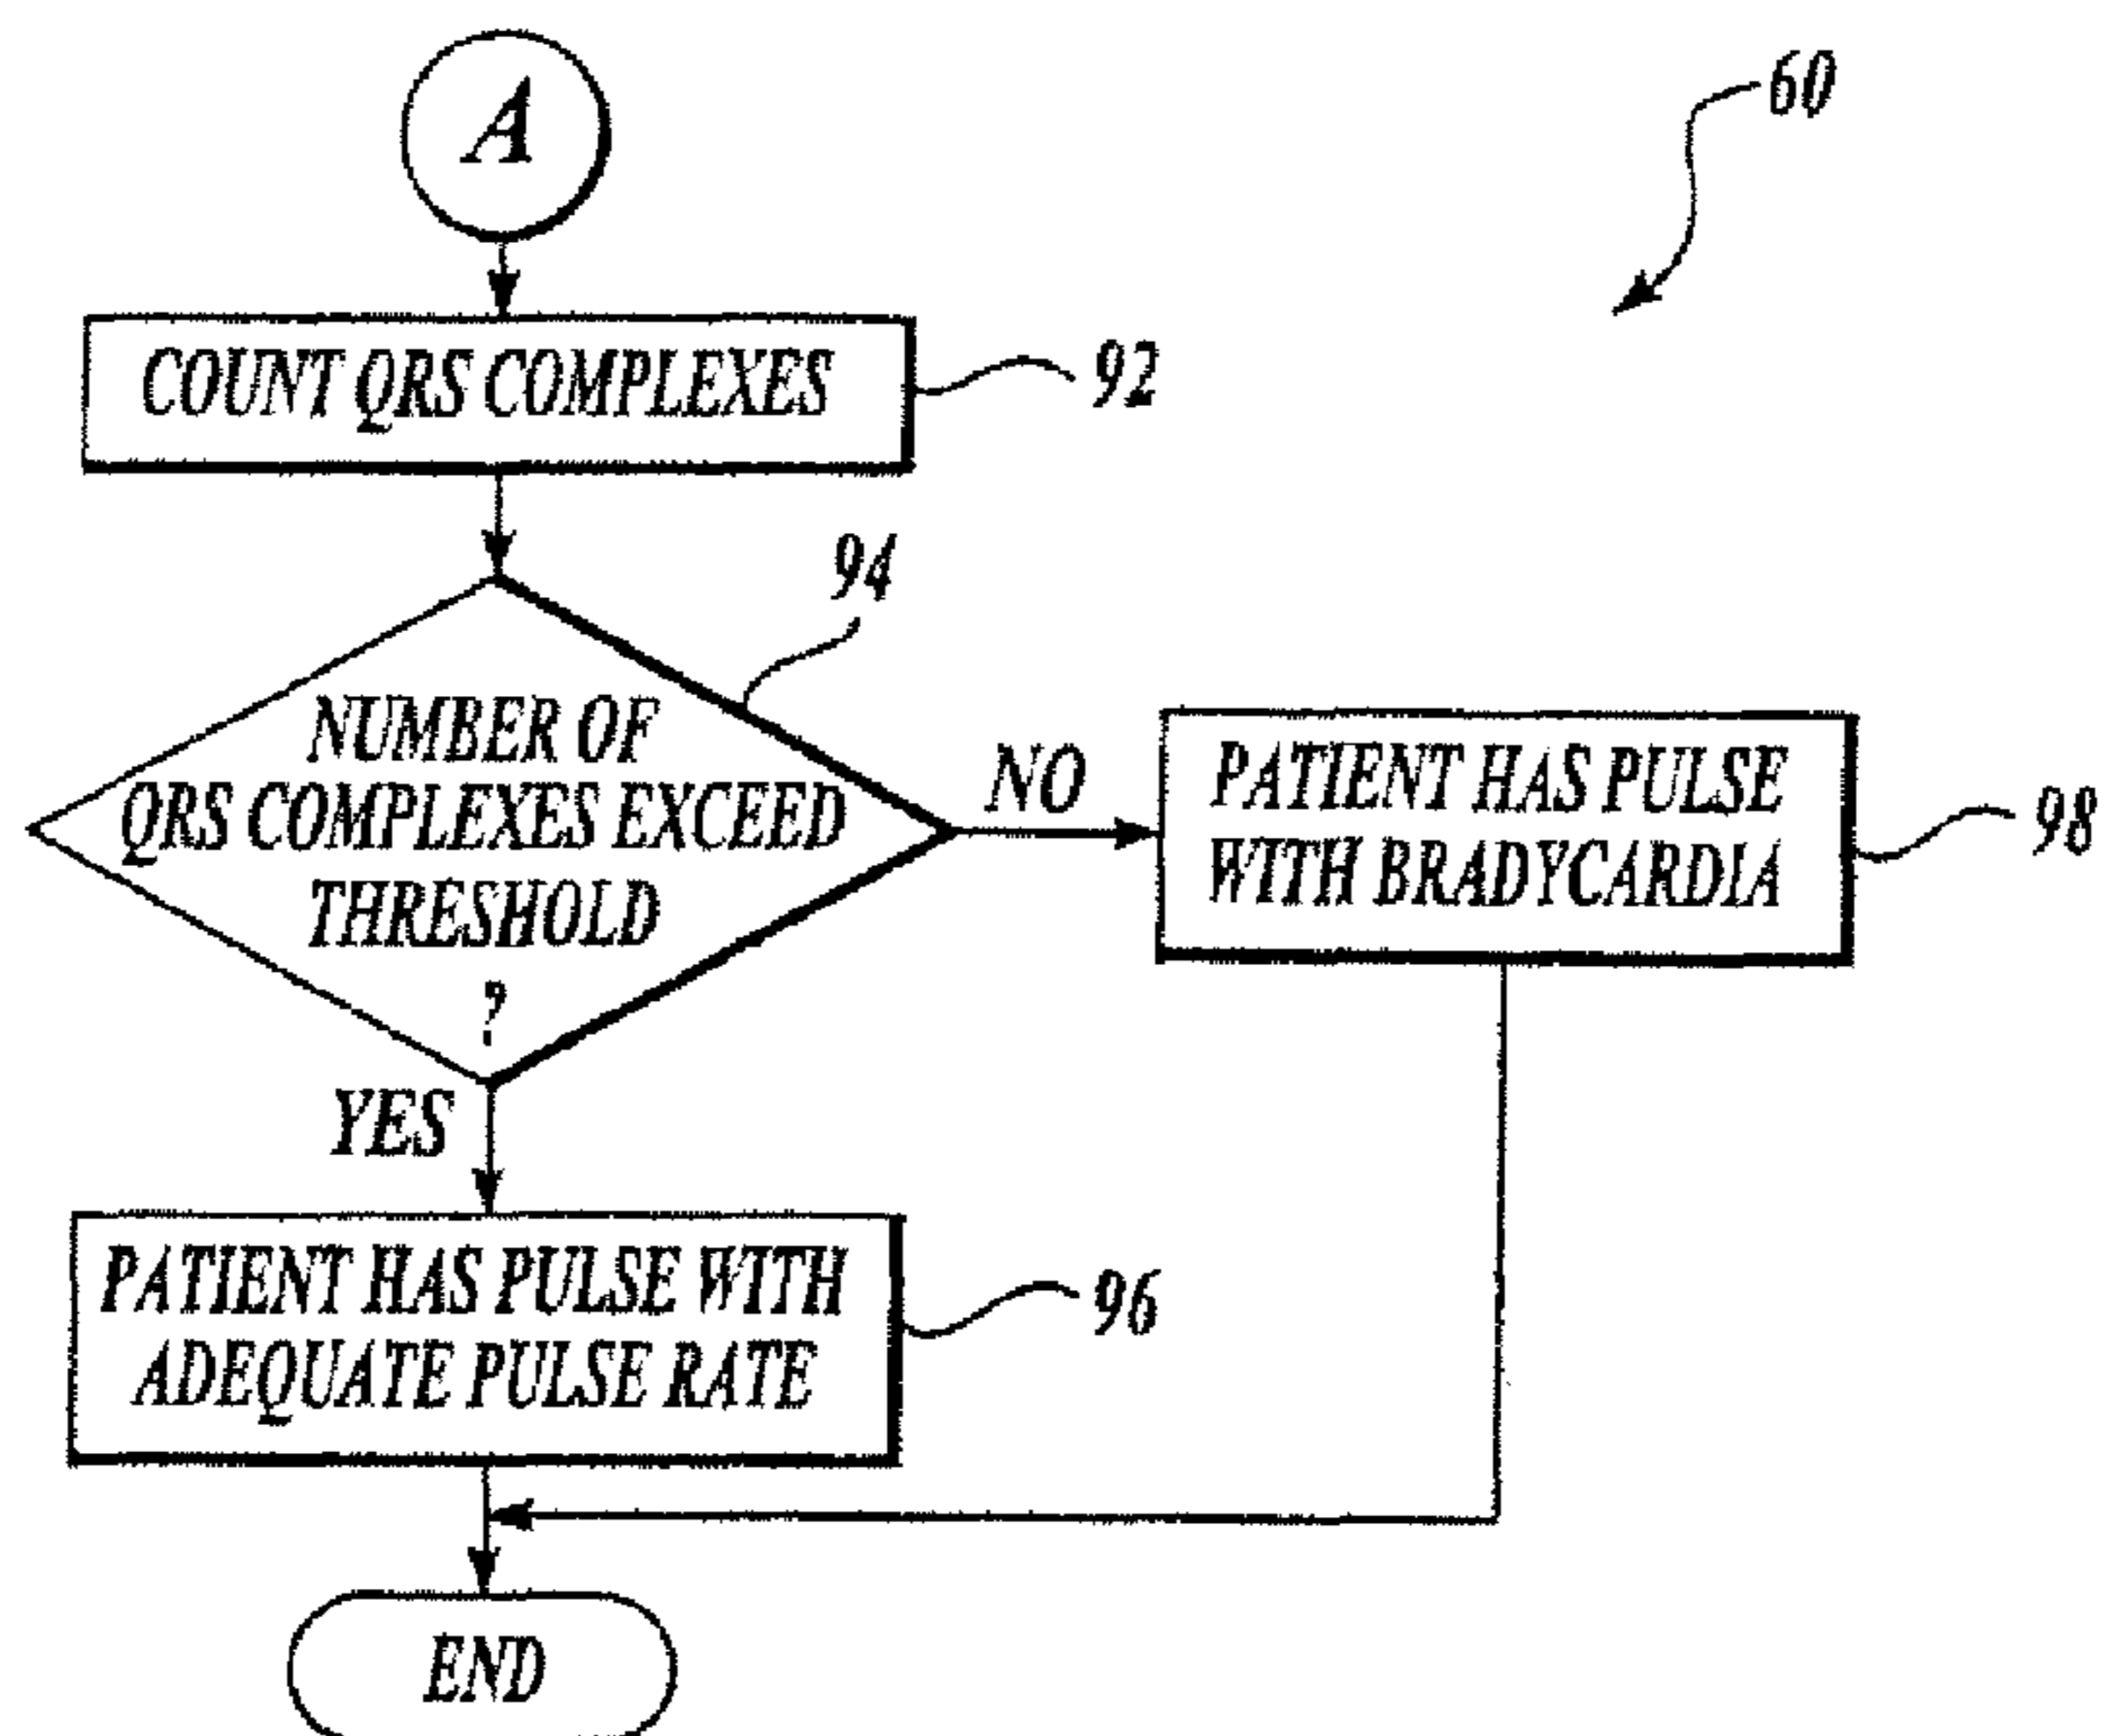 A
60
COUNT QRS COMPLEXES
92
94
NUMBER OF
QRS COMPLEXES EXCEED
THRESHOLD
?
NO
PATIENT HAS PULSE
WITH BRADYCARDIA
98
YES
PATIENT HAS PULSE WITH
ADEQUATE PULSE RATE
96
END